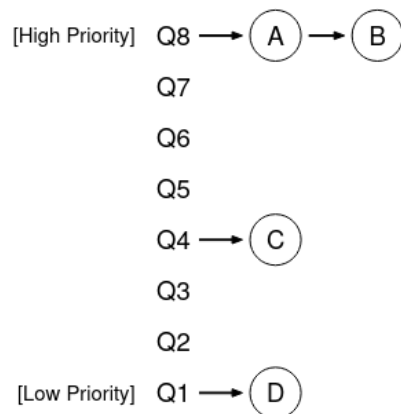 [High Priority] Q8 A B
Q7
Q6
Q5
Q4 C
Q3
Q2
[Low Priority] Q1 D